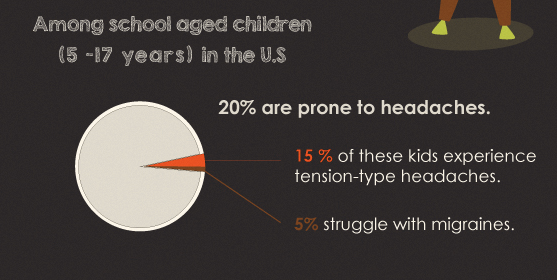 Among school aged children
(5 -17 years) in the U.S
20% are prone to headaches.
15 % of these kids experience
tension-type headaches.
5% struggle with migraines.